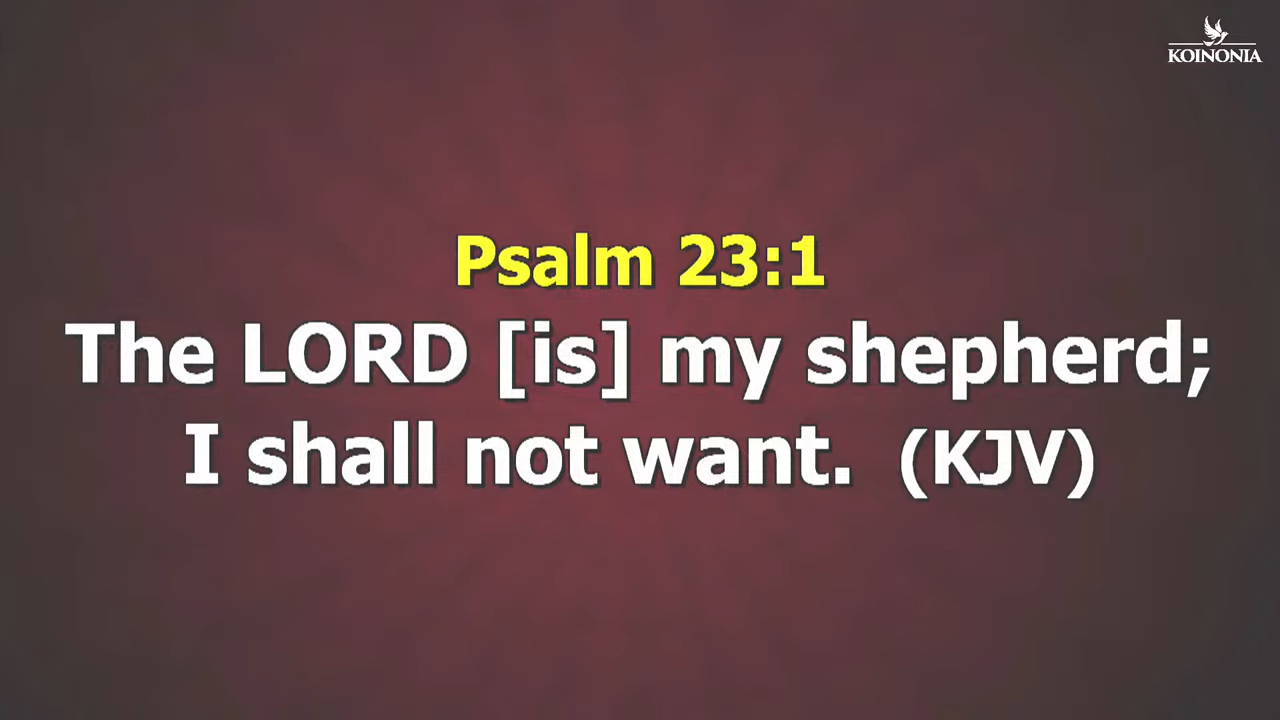 KOINONIA
Psalm 23:1
The LORD [is] my shepherd;
I shall not want. (KJV)